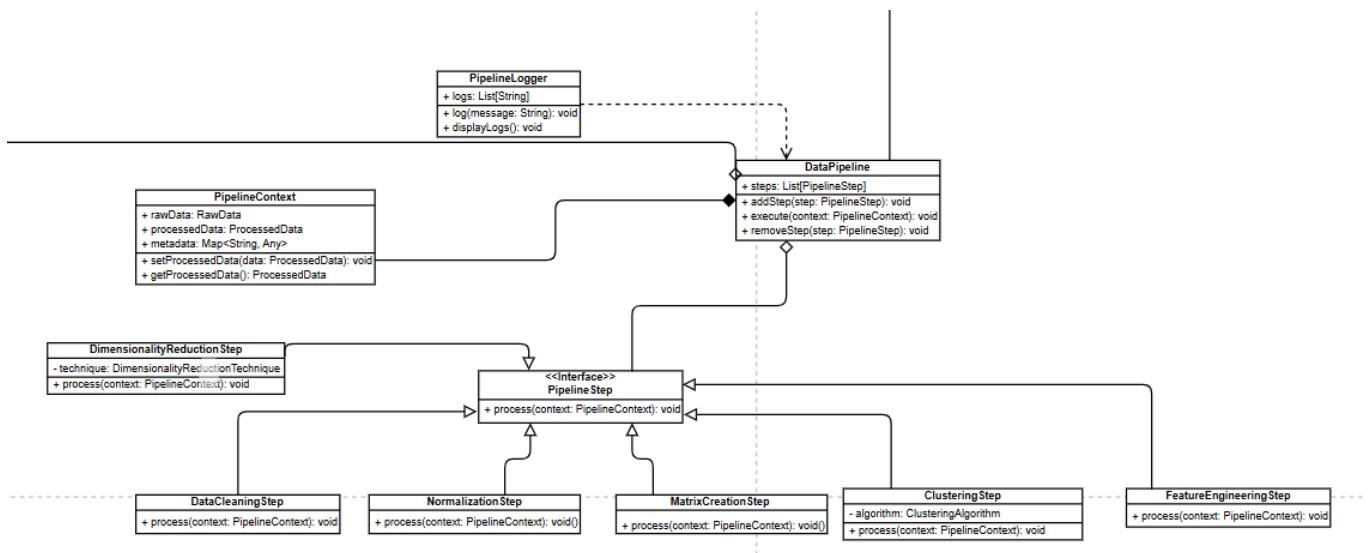 PipelineLogger
+ logs: List[String]
+ log(message: String): void
+ displayLogs(): void
DataPipeline
+ steps: List[PipelineStep]
+ addStep(step: PipelineStep): void
+ execute(context: PipelineContext): void
+ removeStep(step: PipelineStep): void
PipelineContext
+ rawData: RawData
+ processedData: ProcessedData
+ metadata: Map<String, Any>
+ setProcessedData(data: ProcessedData): void
+ getProcessedData(): ProcessedData
DimensionalityReductionStep
- technique: DimensionalityReductionTechnique
+ process(context: PipelineContext): void
<<Interface>>
PipelineStep
+ process(context: PipelineContext): void
DataCleaningStep
+ process(context: PipelineContext): void
NormalizationStep
+ process(context: PipelineContext): void()
MatrixCreationStep
+ process(context: PipelineContext): void()
ClusteringStep
- algorithm: ClusteringAlgorithm
+ process(context: PipelineContext): void
FeatureEngineeringStep
+ process(context: PipelineContext): void